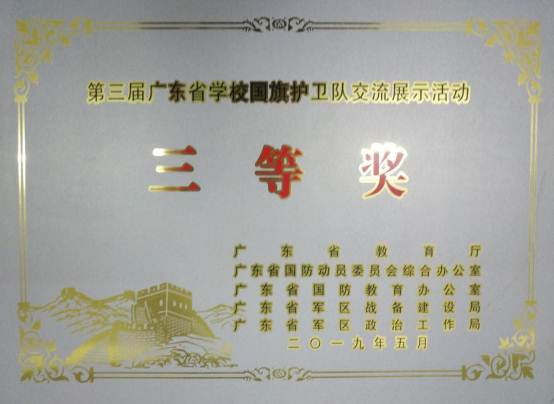 第三届广东省学校国旗护卫队交流展示活动
三等奖
广东省教育厅
广东省国防动员委员会综合办公室
广东省国防教育办公室
广东省军区战备建设局
广东省军区政治工作局
二〇一九年五月